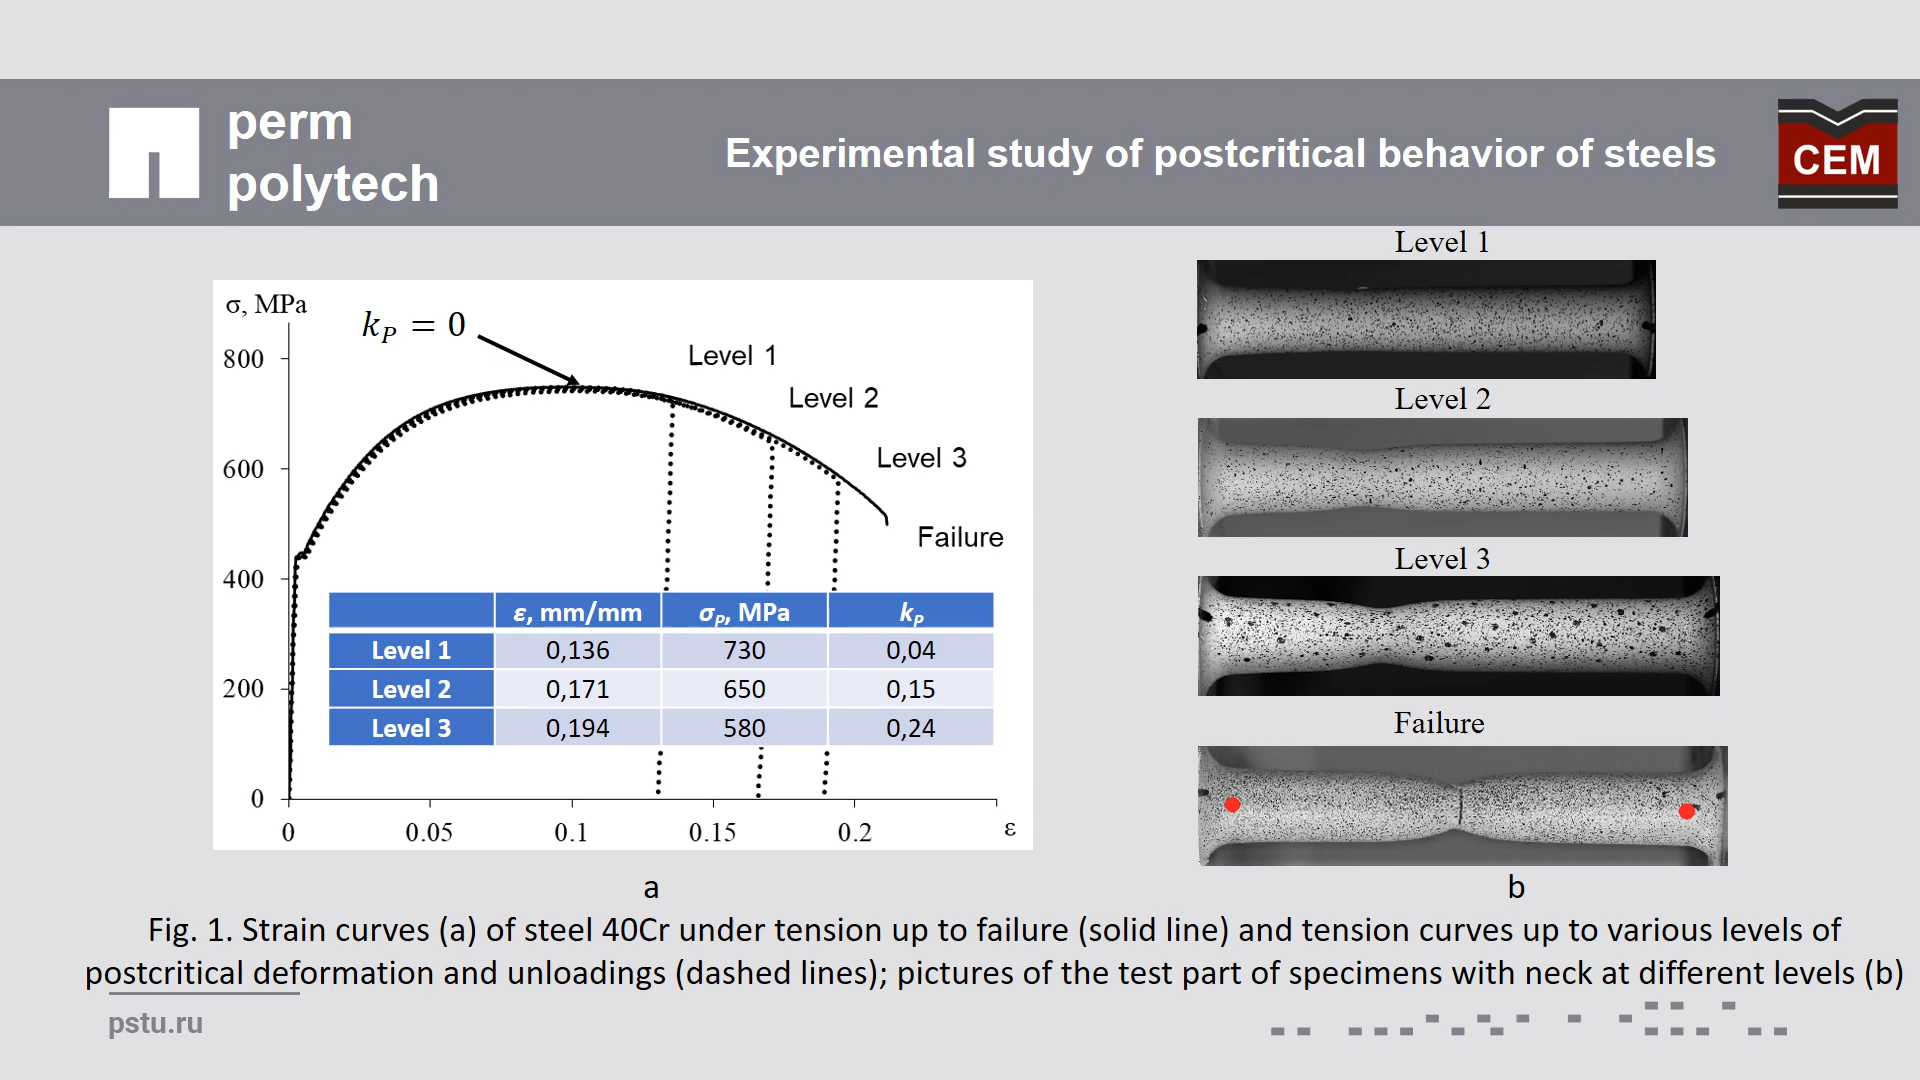 perm
polytech
Experimental study of postcritical behavior of steels
CEM
σ, MPa
k_P = 0
800
600
400
200
0
Level 1
Level 2
Level 3
Failure
ε, mm/mm σ_P, MPa k_P
Level 1 0,136 730 0,04
Level 2 0,171 650 0,15
Level 3 0,194 580 0,24
0 0.05 0.1 0.15 0.2 ε
a
Level 1
Level 2
Level 3
Failure
b
Fig. 1. Strain curves (a) of steel 40Cr under tension up to failure (solid line) and tension curves up to various levels of
postcritical deformation and unloadings (dashed lines); pictures of the test part of specimens with neck at different levels (b)
pstu.ru